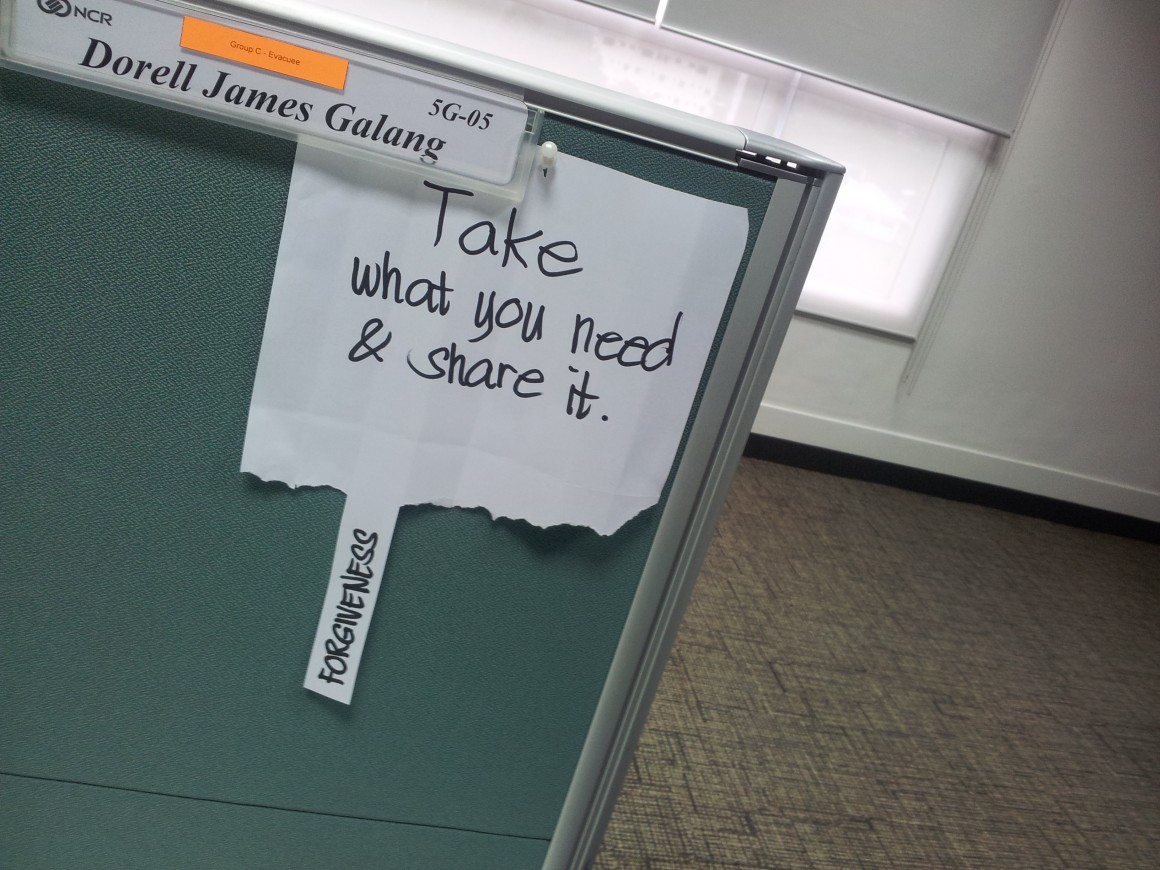 NCR
Group C - Evacuee
Dorell James Galang
5G-05
Take
what you need
& share it.
FORGIVENESS